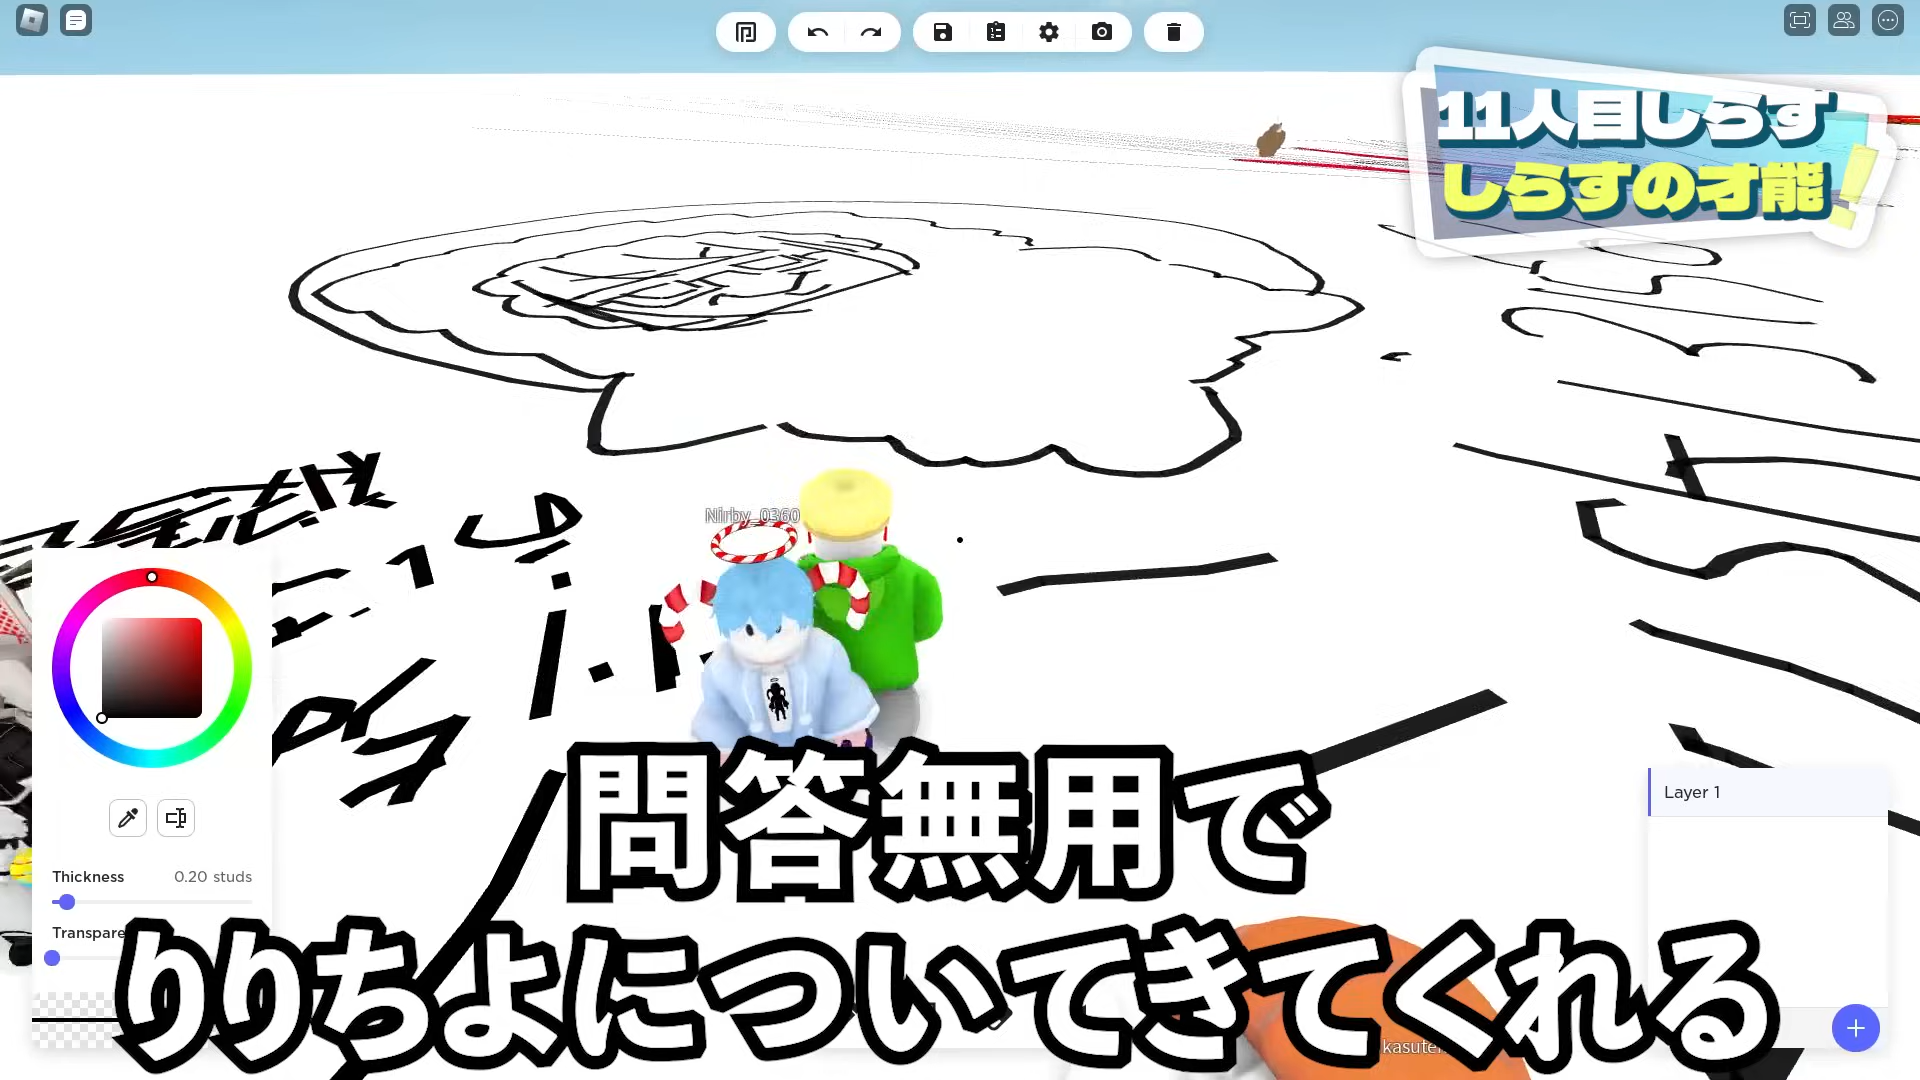 11人目しらす
しらすの才能!
Nirby_0360
Layer 1
Thickness 0.20 studs
問答無用で
りりちよについてきてくれる